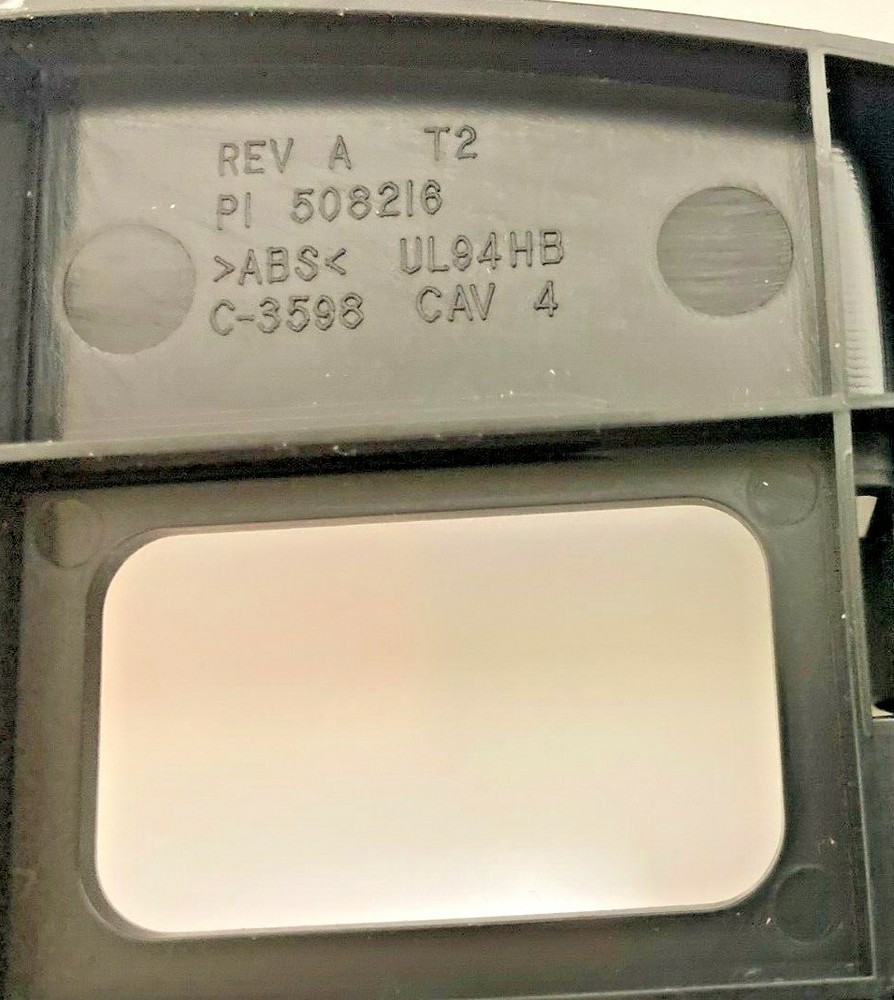 REV A T2
PI 508216
>ABS< UL94HB
C-3598 CAV 4